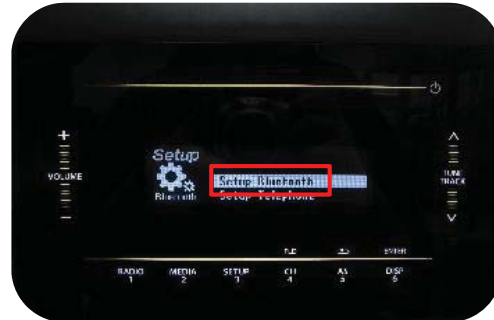 +
Setup
VOLUME
Setup Bluetooth
TUNE
TRACK
Bluetooth
Setup Telephone
−
ENTER
RADIO MEDIA SETUP CH AS DISP
1 2 3 4 5 6